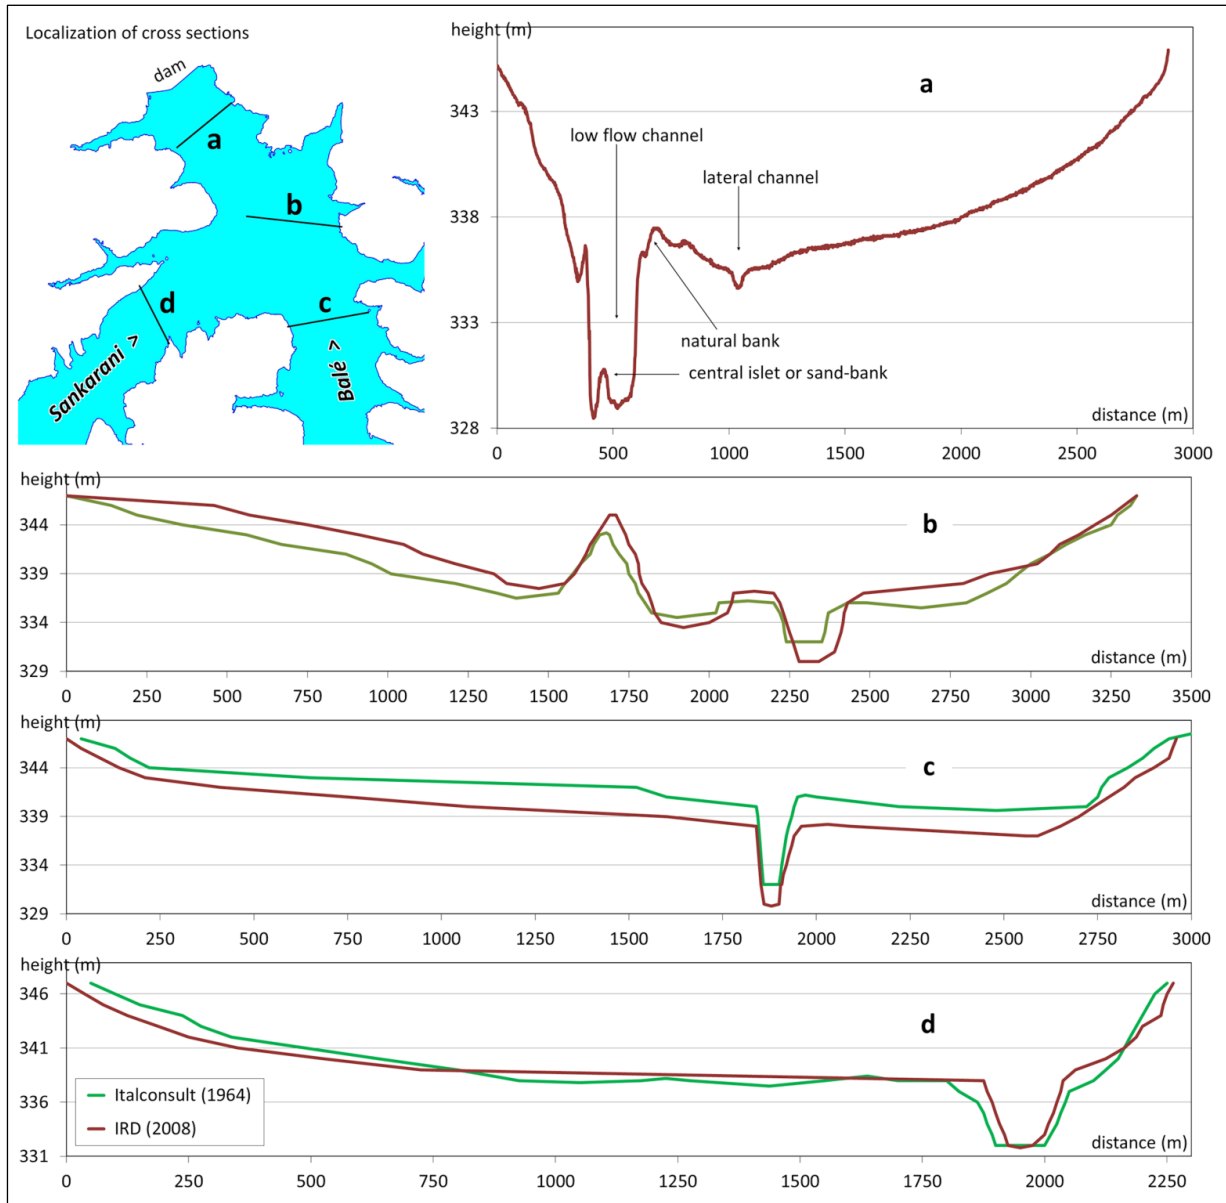 Localization of cross sections
dam
a
b
d
c
Sankarani >
Balé >
height (m)
a
343
low flow channel
lateral channel
338
333
natural bank
central islet or sand-bank
distance (m)
328
0 500 1000 1500 2000 2500 3000
height (m)
344
b
339
334
distance (m)
329
0 250 500 750 1000 1250 1500 1750 2000 2250 2500 2750 3000 3250 3500
height (m)
344
c
339
334
distance (m)
329
0 250 500 750 1000 1250 1500 1750 2000 2250 2500 2750 3000
height (m)
346
d
341
Italconsult (1964)
336
IRD (2008)
distance (m)
331
0 250 500 750 1000 1250 1500 1750 2000 2250